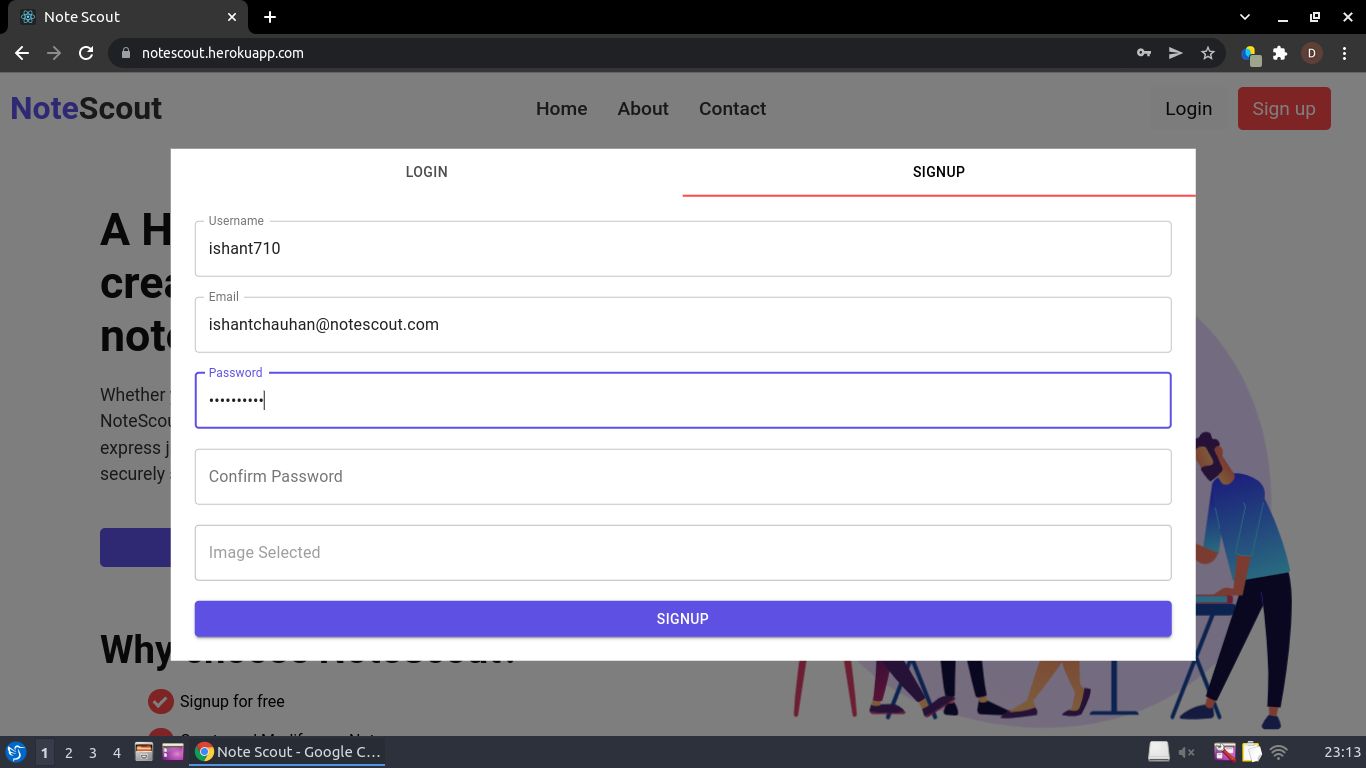 Note Scout
notescout.herokuapp.com
D
NoteScout
Home About Contact
Login Sign up
LOGIN SIGNUP
A H
crea
note
Username
ishant710
Email
ishantchauhan@notescout.com
Password
••••••••••
Whether
NoteScou
express j
securely
Confirm Password
Image Selected
SIGNUP
Why choose NoteScout?
Signup for free
1 2 3 4 Note Scout - Google C... 23:13